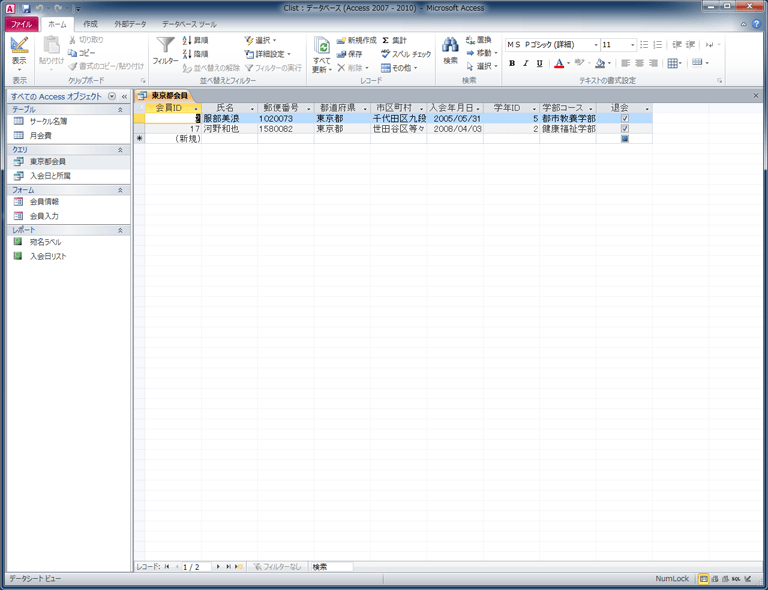 Clist : データベース (Access 2007 - 2010) - Microsoft Access
ファイル ホーム 作成 外部データ データベース ツール
表示 貼り付け 切り取り コピー 書式のコピー/貼り付け
フィルター 昇順 降順 並べ替えの解除 選択 詳細設定 フィルターの実行
すべて更新 新規作成 保存 削除 集計 スペル チェック その他
検索 置換 移動 選択
MS Pゴシック (詳細) 11
B I U A
表示 クリップボード 並べ替えとフィルター レコード 検索 テキストの書式設定
すべての Access オブジェクト
テーブル
サークル名簿
月会費
クエリ
東京都会員
入会日と所属
フォーム
会員情報
会員入力
レポート
宛名ラベル
入会日リスト
東京都会員
会員ID 氏名 郵便番号 都道府県 市区町村 入会年月日 学年ID 学部コース 退会
服部美浪 1020073 東京都 千代田区九段 2005/05/31 5 都市教養学部
17 河野和也 1580082 東京都 世田谷区等々 2008/04/03 2 健康福祉学部
* (新規)
レコード: 1 / 2 フィルターなし 検索
データシート ビュー NumLock SQL